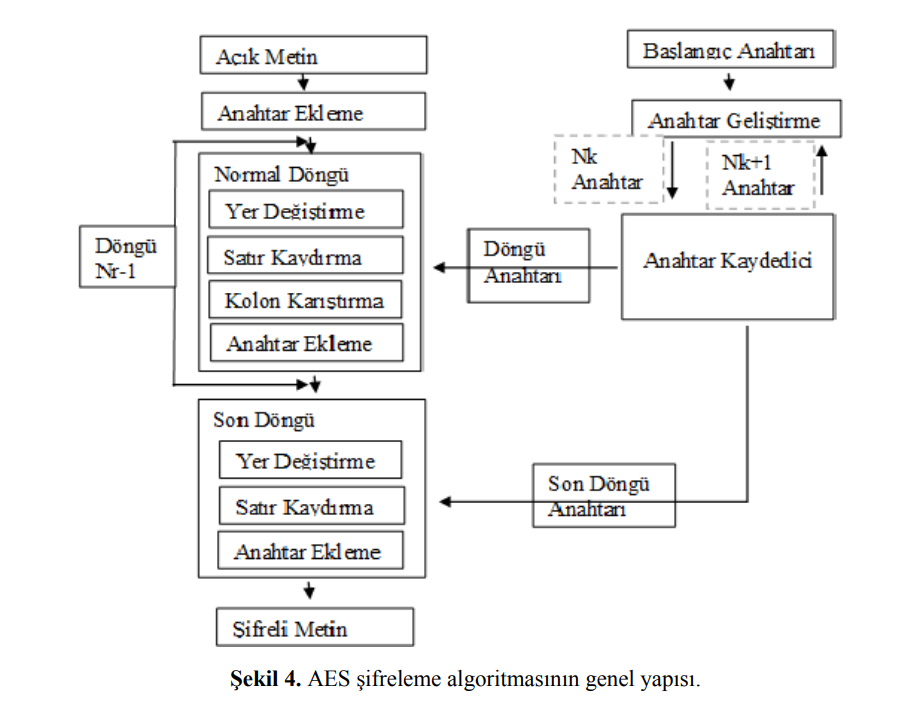 Açık Metin
Anahtar Ekleme
Normal Döngü
Yer Değiştirme
Satır Kaydırma
Kolon Karıştırma
Anahtar Ekleme
Döngü
Nr-1
Son Döngü
Yer Değiştirme
Satır Kaydırma
Anahtar Ekleme
Şifreli Metin
Başlangıç Anahtarı
Anahtar Geliştirme
Nk
Anahtar
Nk+1
Anahtar
Anahtar Kaydedici
Döngü
Anahtarı
Son Döngü
Anahtarı
Şekil 4. AES şifreleme algoritmasının genel yapısı.